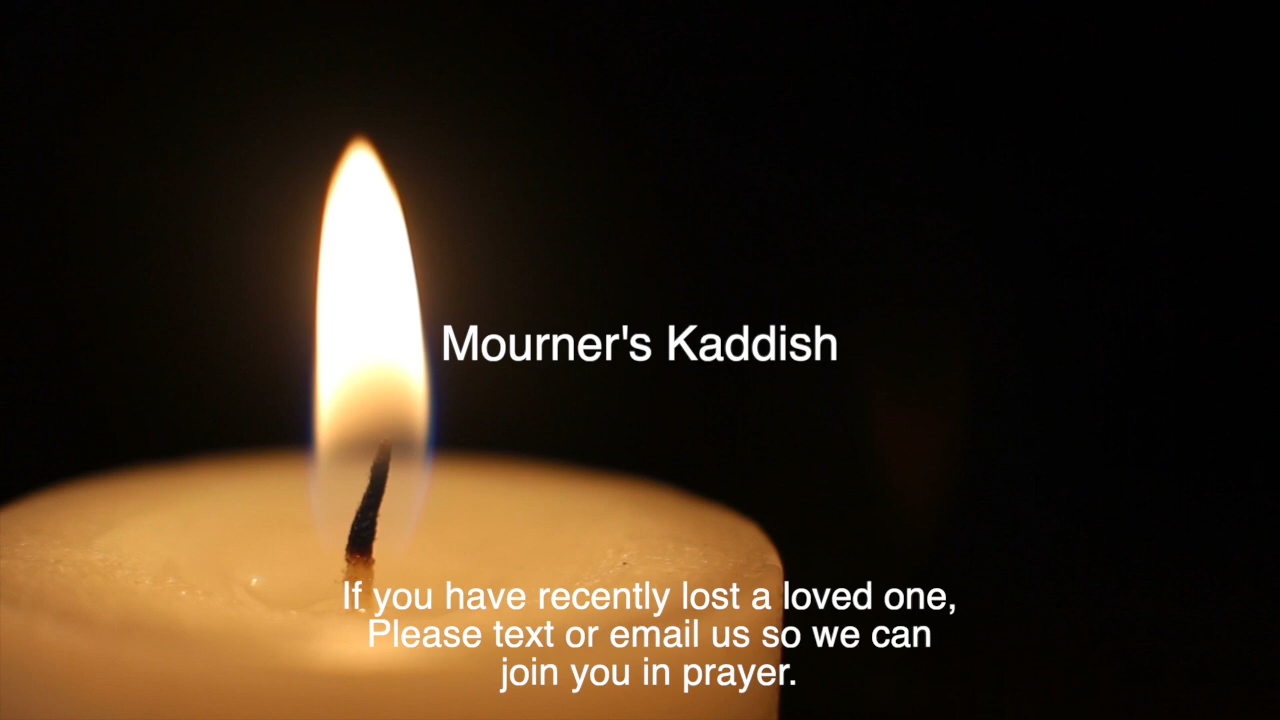 Mourner's Kaddish
If you have recently lost a loved one,
Please text or email us so we can
join you in prayer.